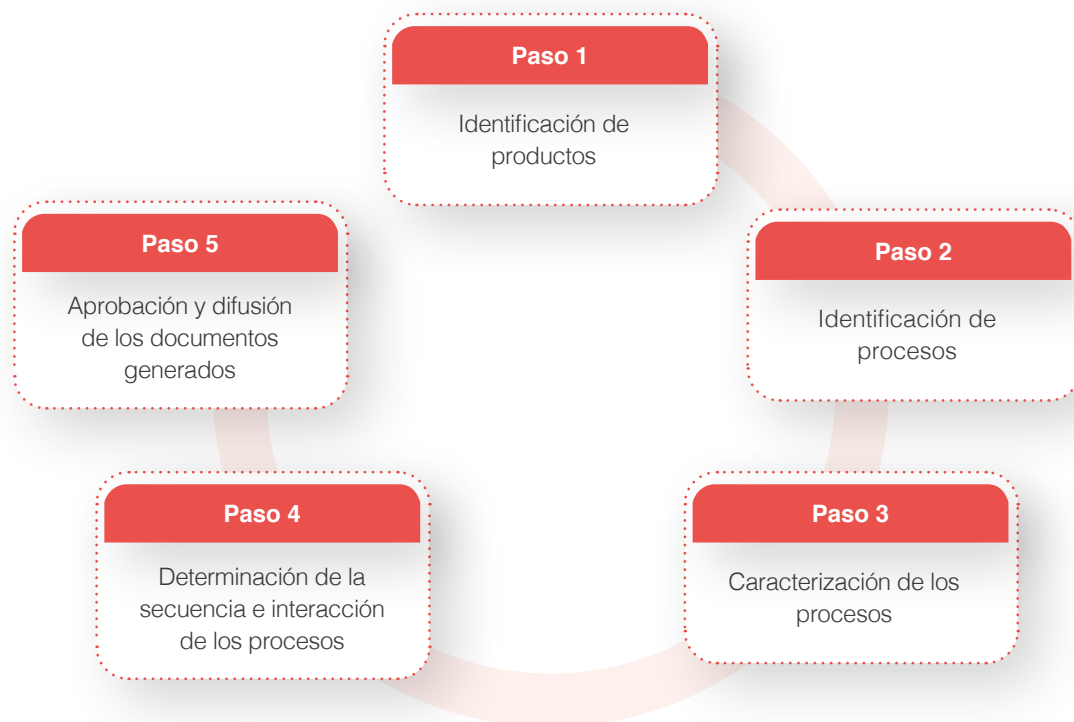 Paso 1
Identificación de
productos
Paso 2
Identificación de
procesos
Paso 3
Caracterización de los
procesos
Paso 4
Determinación de la
secuencia e interacción
de los procesos
Paso 5
Aprobación y difusión
de los documentos
generados